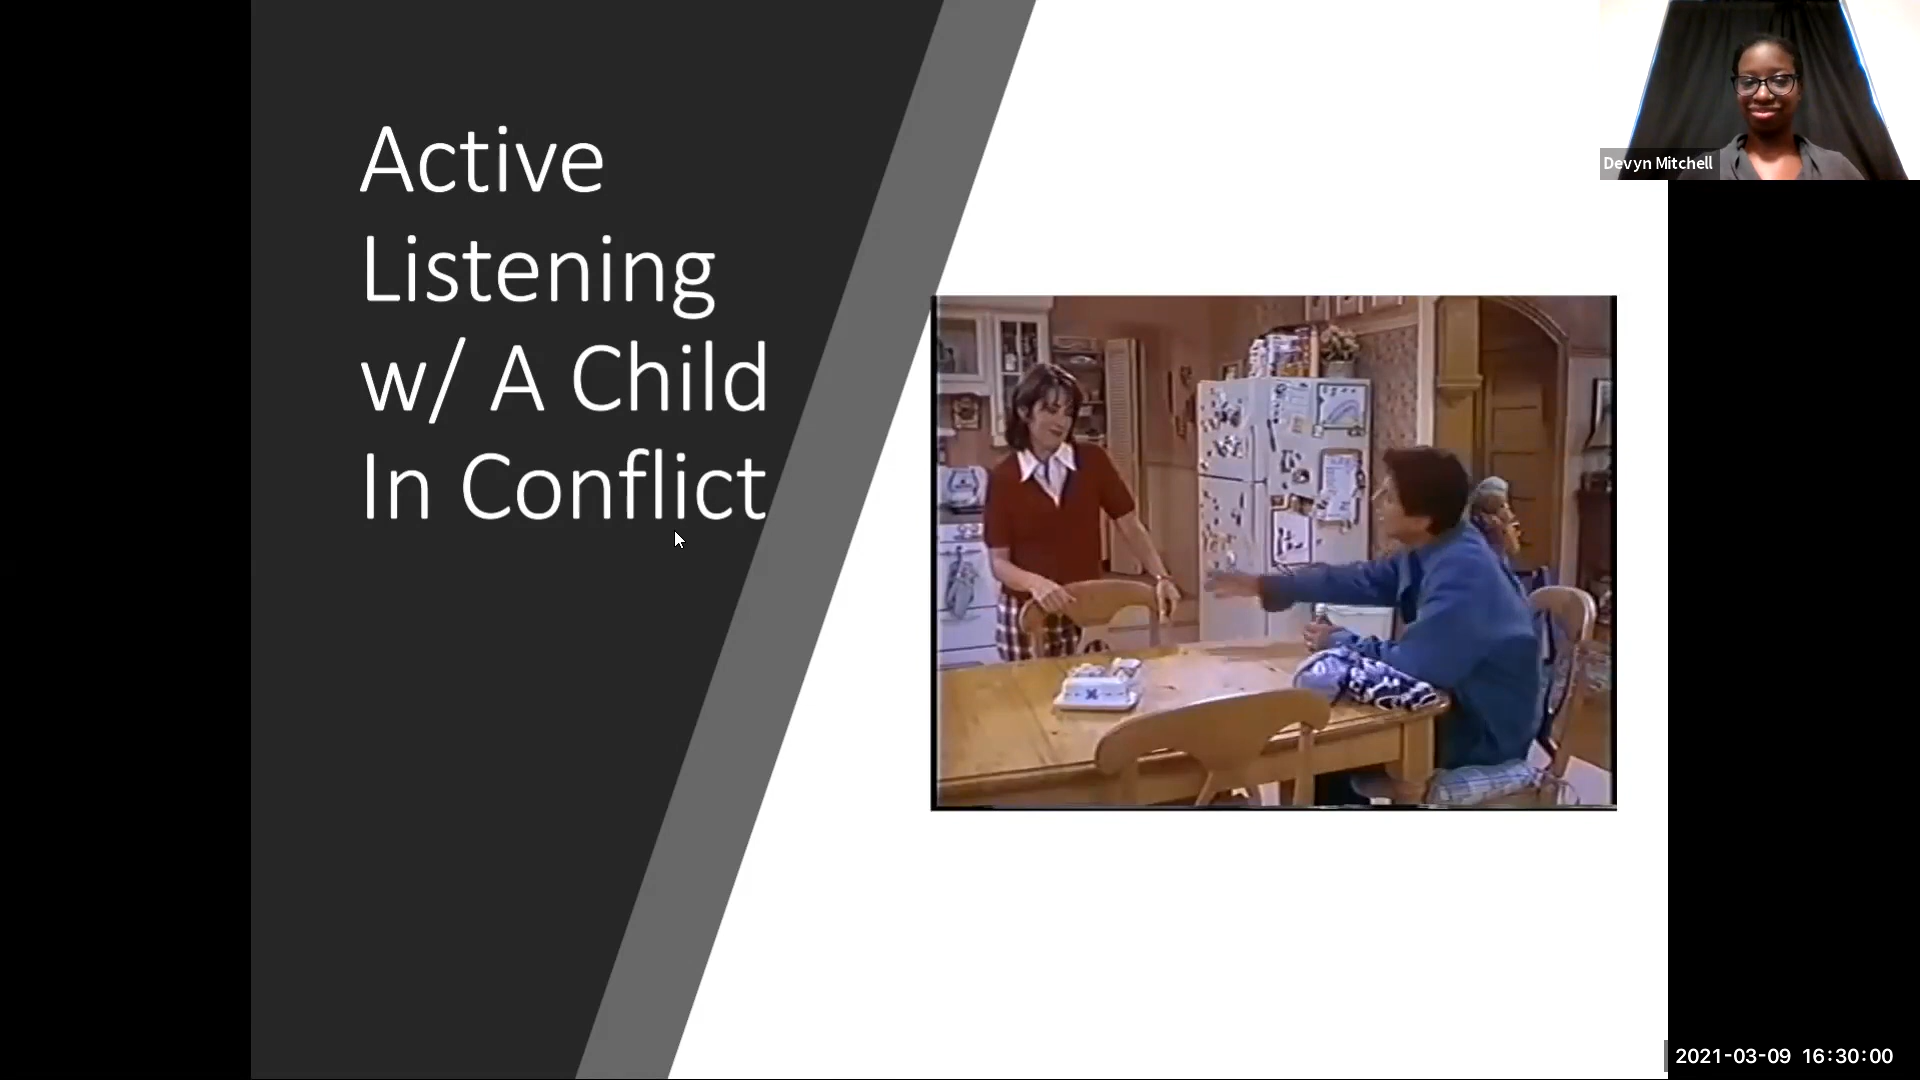 Active
Listening
w/ A Child
In Conflict
Devyn Mitchell
2021-03-09 16:30:00